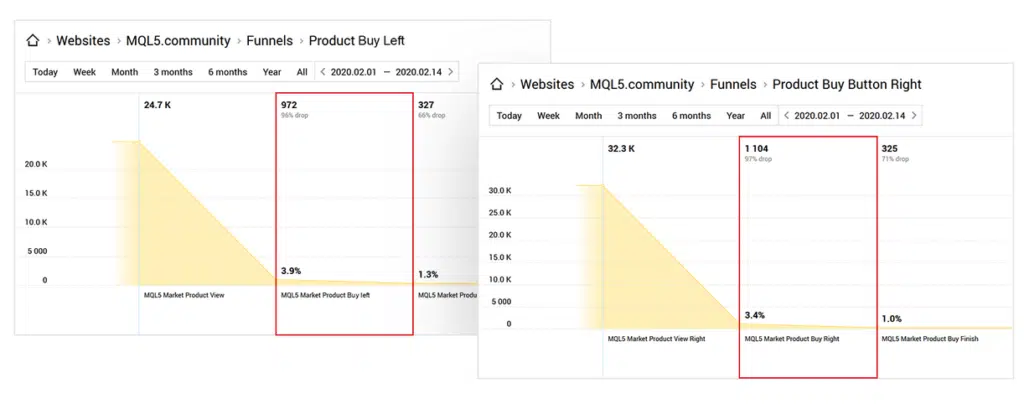 Websites › MQL5.community › Funnels › Product Buy Left
Today Week Month 3 months 6 months Year All < 2020.02.01 – 2020.02.14 >
24.7 K 972 327
96% drop 66% drop
20.0 K
15.0 K
10.0 K
5 000
0
3.9% 1.3%
MQL5 Market Product View MQL5 Market Product Buy left MQL5 Market Produ
Websites › MQL5.community › Funnels › Product Buy Button Right
Today Week Month 3 months 6 months Year All < 2020.02.01 – 2020.02.14 >
32.3 K 1 104 325
97% drop 71% drop
30.0 K
25.0 K
20.0 K
15.0 K
10.0 K
5 000
0
3.4% 1.0%
MQL5 Market Product View Right MQL5 Market Product Buy Right MQL5 Market Product Buy Finish